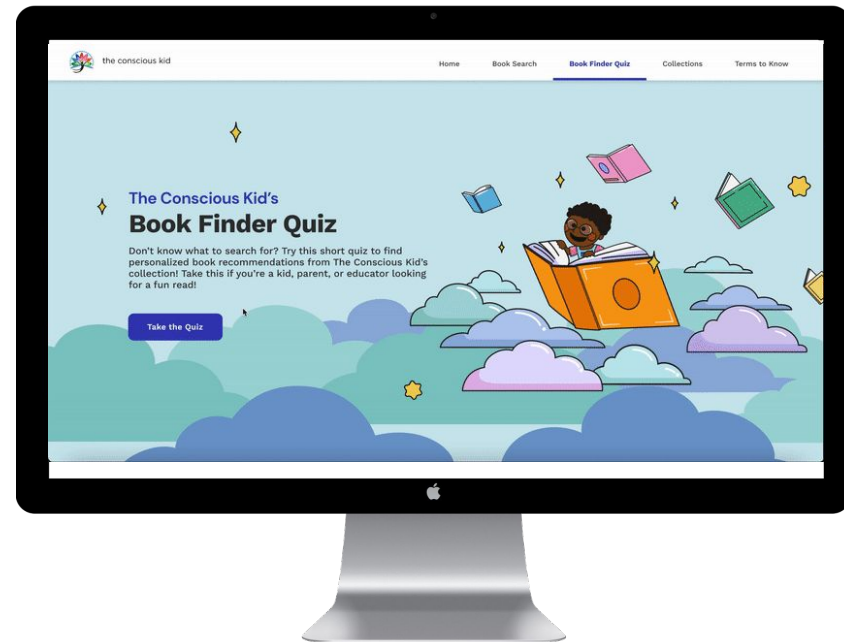 the conscious kid
Home
Book Search
Book Finder Quiz
Collections
Terms to Know
The Conscious Kid's
Book Finder Quiz
Don't know what to search for? Try this short quiz to find
personalized book recommendations from The Conscious Kid's
collection! Take this if you're a kid, parent, or educator looking
for a fun read!
Take the Quiz